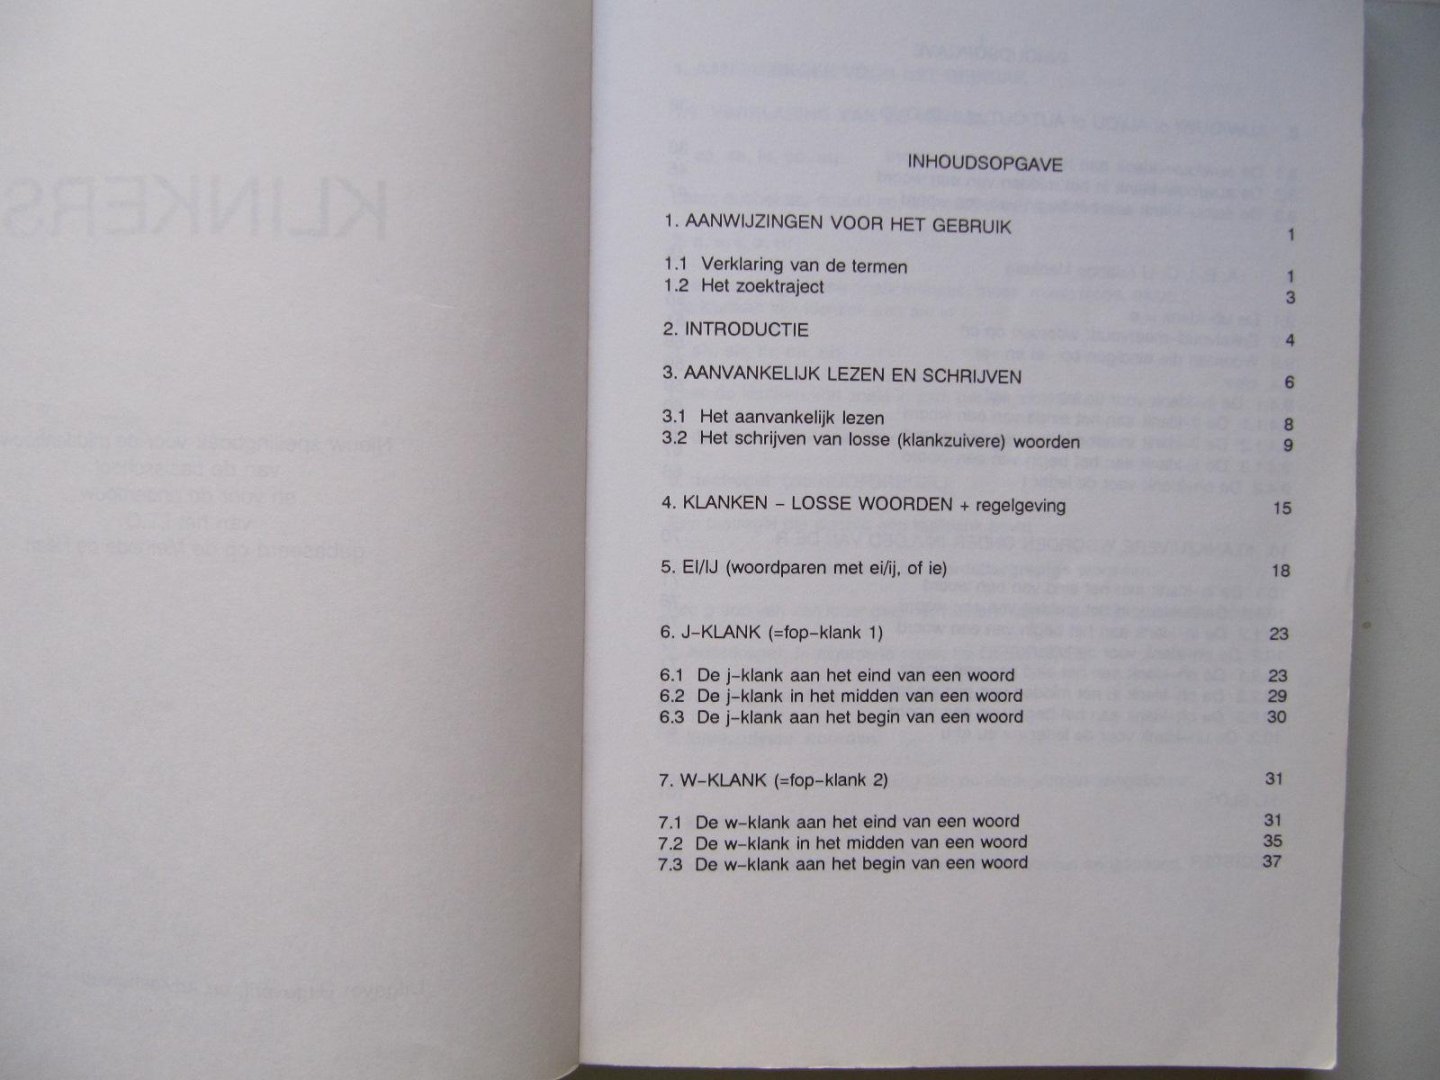 KLINKERS
INHOUDSOPGAVE
1. AANWIJZINGEN VOOR HET GEBRUIK 1
1.1 Verklaring van de termen 1
1.2 Het zoektraject 3
2. INTRODUCTIE 4
3. AANVANKELIJK LEZEN EN SCHRIJVEN 6
3.1 Het aanvankelijk lezen 8
3.2 Het schrijven van losse (klankzuivere) woorden 9
4. KLANKEN – LOSSE WOORDEN + regelgeving 15
5. EI/IJ (woordparen met ei/ij, of ie) 18
6. J–KLANK (=fop–klank 1) 23
6.1 De j–klank aan het eind van een woord 23
6.2 De j–klank in het midden van een woord 29
6.3 De j–klank aan het begin van een woord 30
7. W–KLANK (=fop–klank 2) 31
7.1 De w–klank aan het eind van een woord 31
7.2 De w–klank in het midden van een woord 35
7.3 De w–klank aan het begin van een woord 37